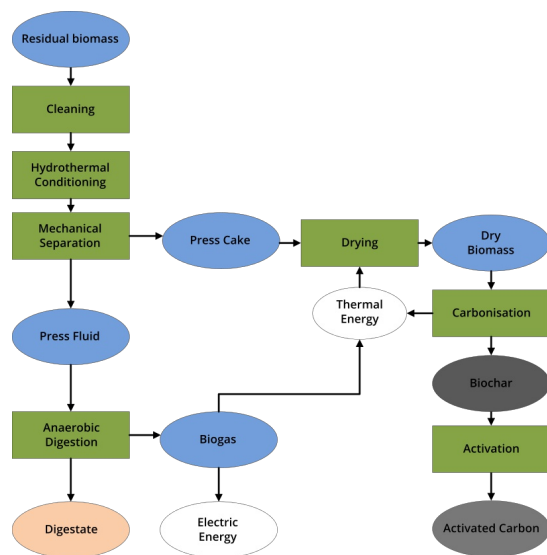 Residual biomass
Cleaning
Hydrothermal
Conditioning
Mechanical
Separation
Press Cake
Drying
Dry
Biomass
Thermal
Energy
Carbonisation
Press Fluid
Biochar
Anaerobic
Digestion
Biogas
Activation
Digestate
Electric
Energy
Activated Carbon